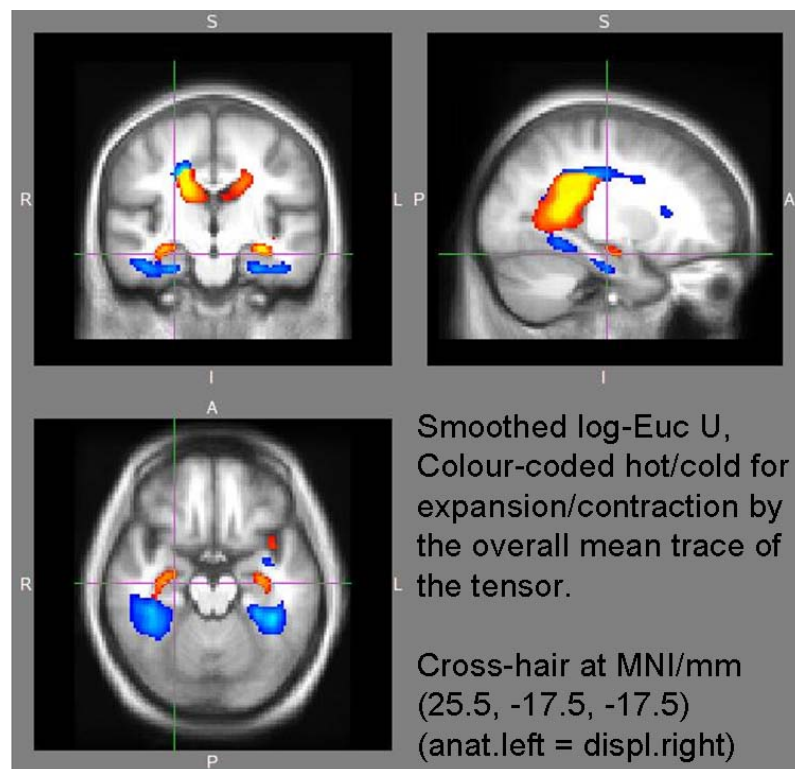 S
S
R
L
P
A
I
I
A
R
L
P
Smoothed log-Euc U,
Colour-coded hot/cold for
expansion/contraction by
the overall mean trace of
the tensor.
Cross-hair at MNI/mm
(25.5, -17.5, -17.5)
(anat.left = displ.right)